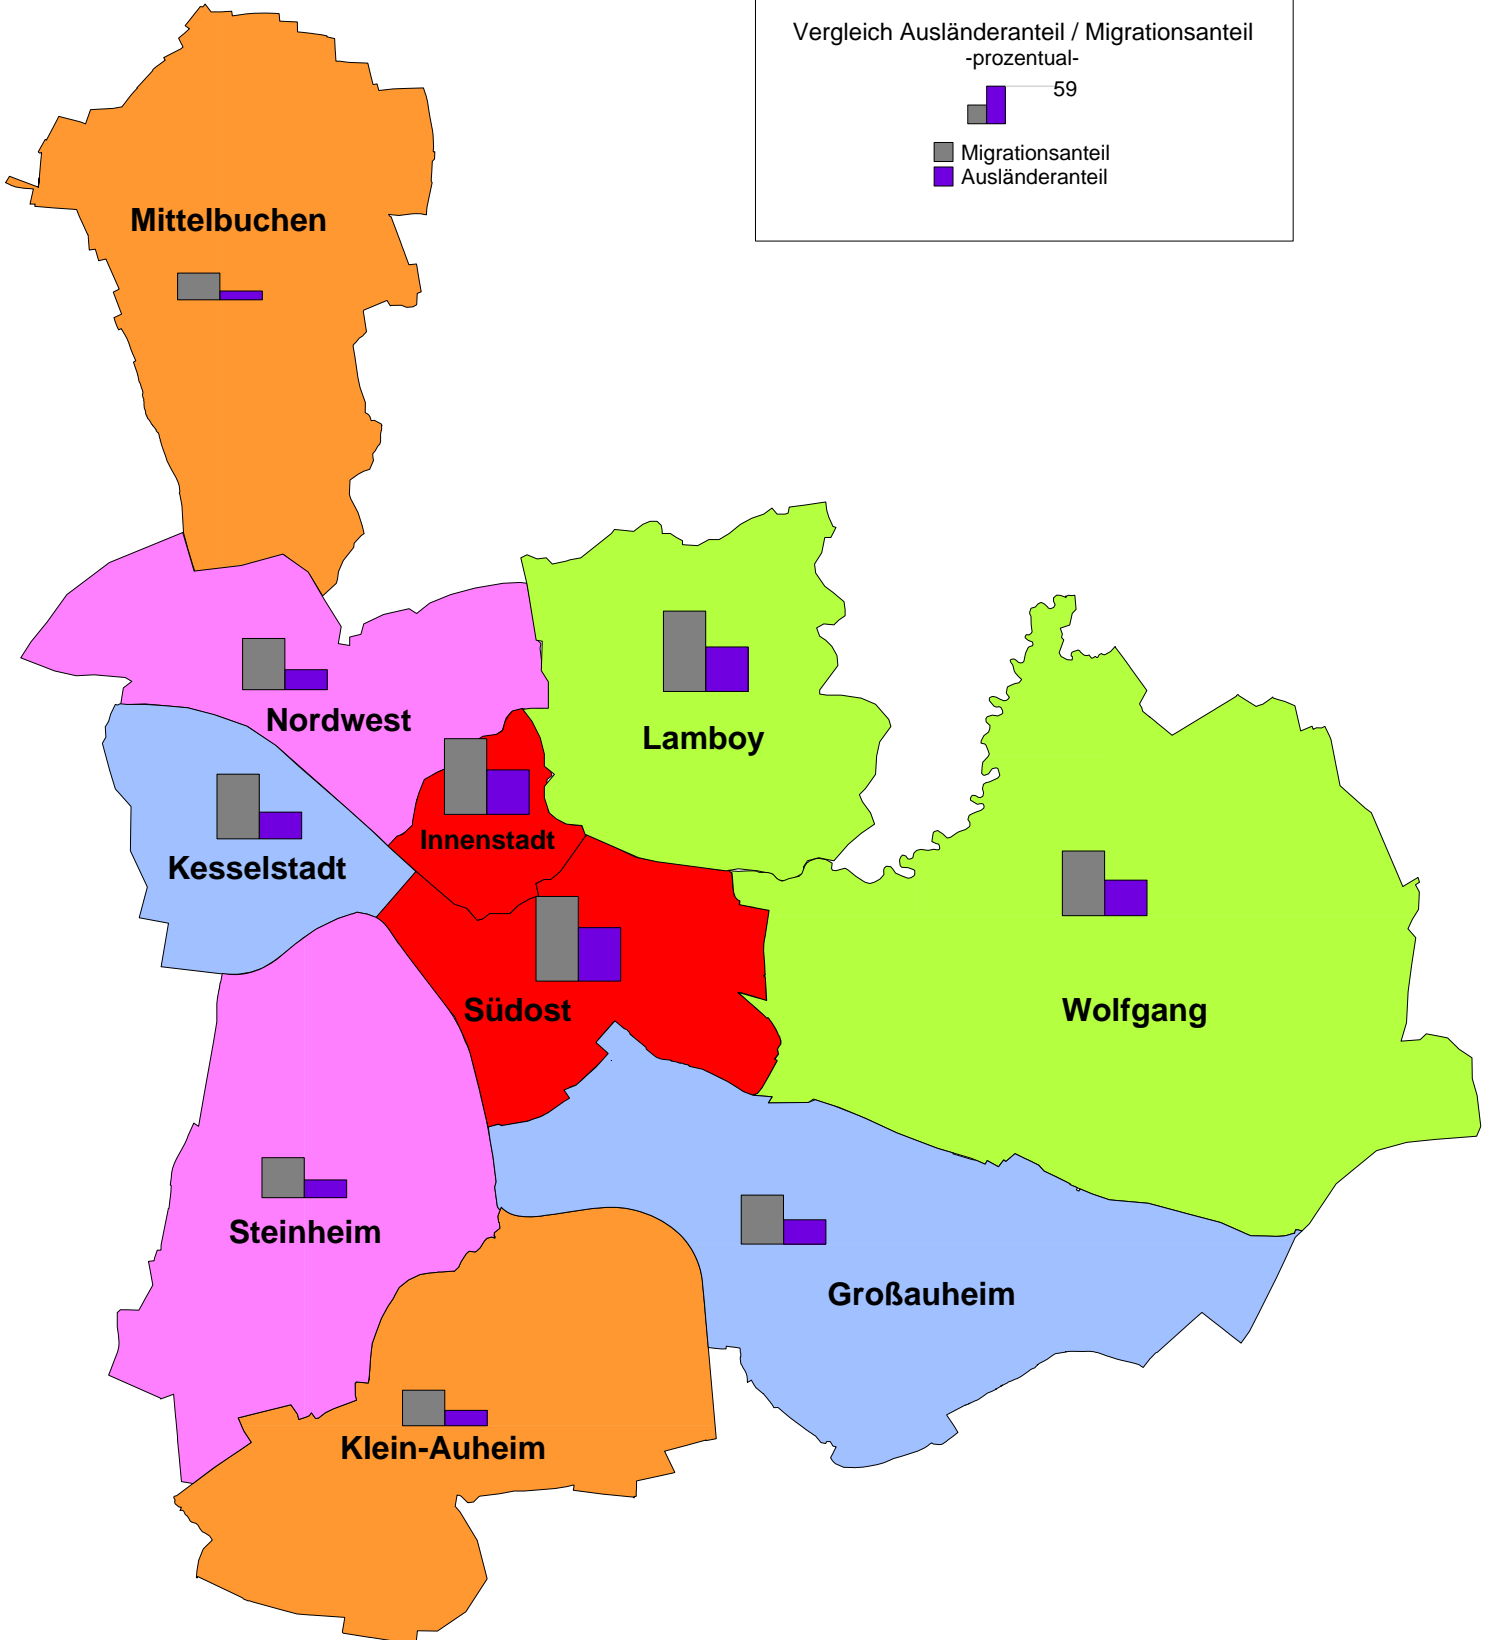 Vergleich Ausländeranteil / Migrationsanteil
-prozentual-
59
Migrationsanteil
Ausländeranteil
Mittelbuchen
Nordwest
Lamboy
Innenstadt
Kesselstadt
Südost
Wolfgang
Steinheim
Großauheim
Klein-Auheim